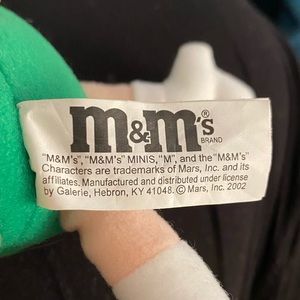 m&m's®
BRAND
"M&M's", "M&M's" MINIS, "M", and the "M&M's"
Characters are trademarks of Mars, Inc. and its
affiliates. Manufactured and distributed under license
by Galerie, Hebron, KY 41048. © Mars, Inc. 2002